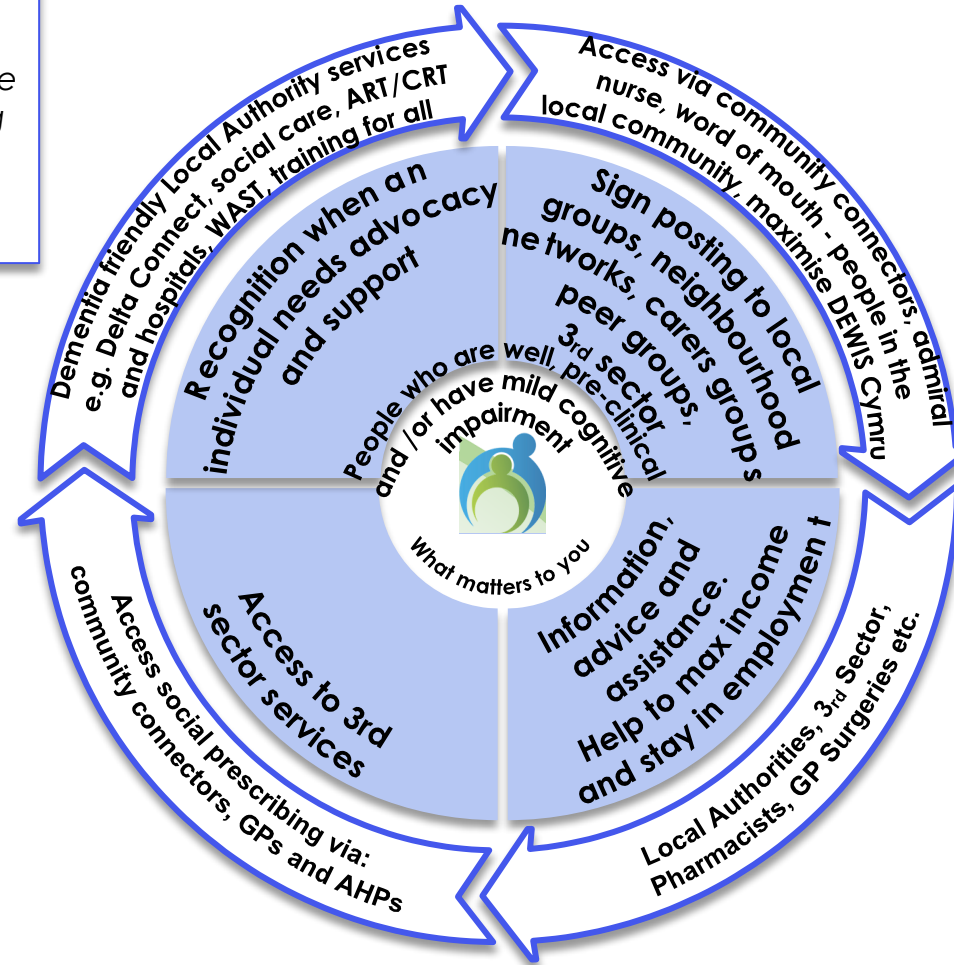 e
g
Dementia friendly Local Authority services
e.g. Delta Connect, social care, ART/CRT
and hospitals, WAST, training for all
Access via community connectors, admiral
nurse, word of mouth - people in the
local community, maximise DEWIS Cymru
Recognition when an
individual needs advocacy
and support
Sign posting to local
groups, neighbourhood
networks, carers groups
peer groups,
3rd sector
People who are well, pre-clinical
and /or have mild cognitive
impairment
What matters to you
Information,
advice and
assistance.
Help to max income
and stay in employment
Access to 3rd
sector services
Local Authorities, 3rd Sector,
Pharmacists, GP Surgeries etc.
Access social prescribing via:
community connectors, GPs and AHPs